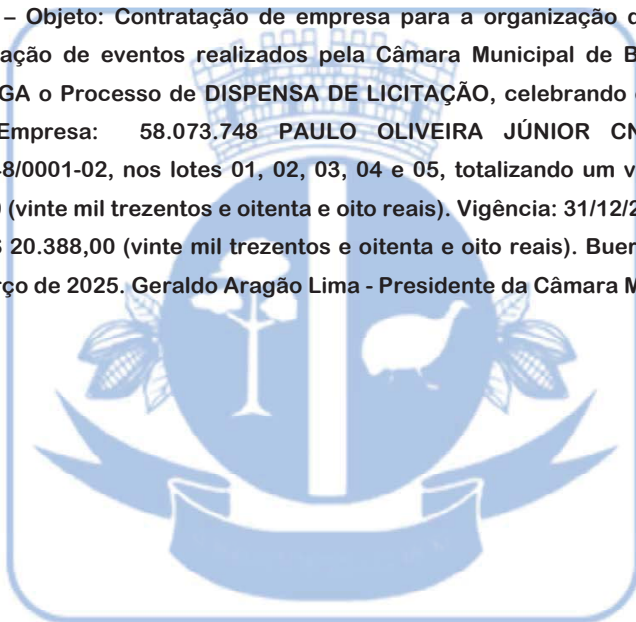 – Objeto: Contratação de empresa para a organização
ação de eventos realizados pela Câmara Municipal de
GA o Processo de DISPENSA DE LICITAÇÃO, celebrando
Empresa: 58.073.748 PAULO OLIVEIRA JÚNIOR
8/0001-02, nos lotes 01, 02, 03, 04 e 05, totalizando um
(vinte mil trezentos e oitenta e oito reais). Vigência: 31/12/2
20.388,00 (vinte mil trezentos e oitenta e oito reais). Buer
ço de 2025. Geraldo Aragão Lima - Presidente da Câmara M